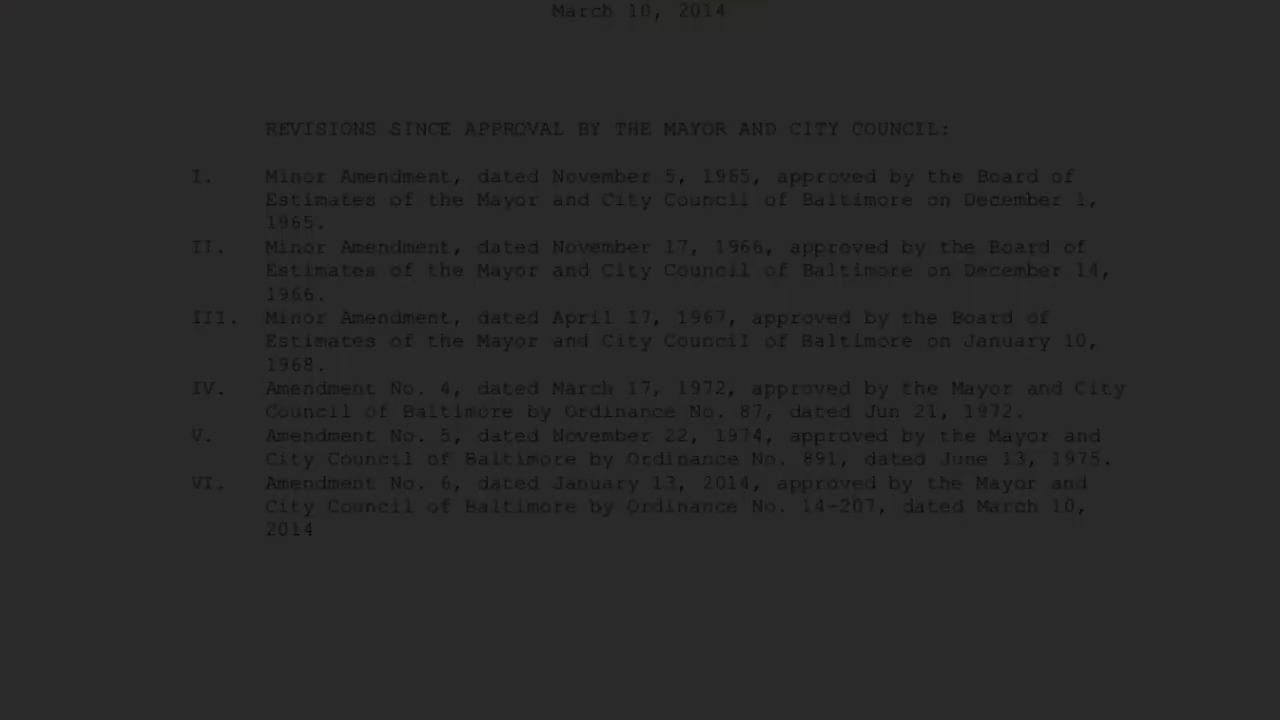 March 10, 2014
REVISIONS SINCE APPROVAL BY THE MAYOR AND CITY COUNCIL:
I. Minor Amendment, dated November 5, 1965, approved by the Board of
Estimates of the Mayor and City Council of Baltimore on December 1,
1965.
II. Minor Amendment, dated November 17, 1966, approved by the Board of
Estimates of the Mayor and City Council of Baltimore on December 14,
1966.
III. Minor Amendment, dated April 17, 1967, approved by the Board of
Estimates of the Mayor and City Council of Baltimore on January 10,
1968.
IV. Amendment No. 4, dated March 17, 1972, approved by the Mayor and City
Council of Baltimore by Ordinance No. 87, dated Jun 21, 1972.
V. Amendment No. 5, dated November 22, 1974, approved by the Mayor and
City Council of Baltimore by Ordinance No. 891, dated June 13, 1975.
VI. Amendment No. 6, dated January 13, 2014, approved by the Mayor and
City Council of Baltimore by Ordinance No. 14-207, dated March 10,
2014